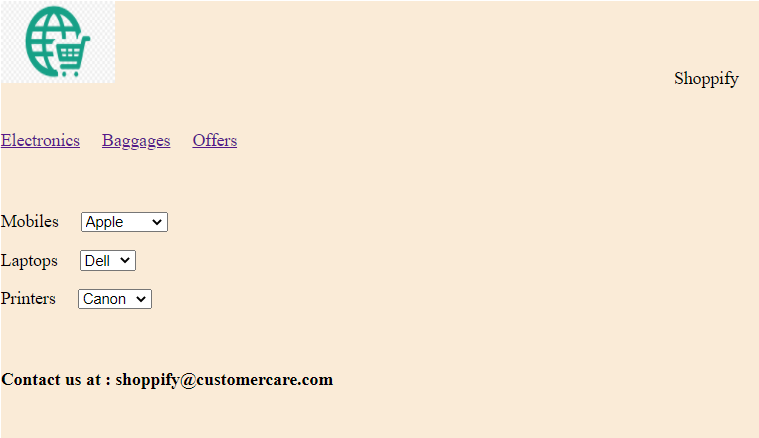 Shoppify
Electronics Baggages Offers
Mobiles Apple
Laptops Dell
Printers Canon
Contact us at : shoppify@customercare.com